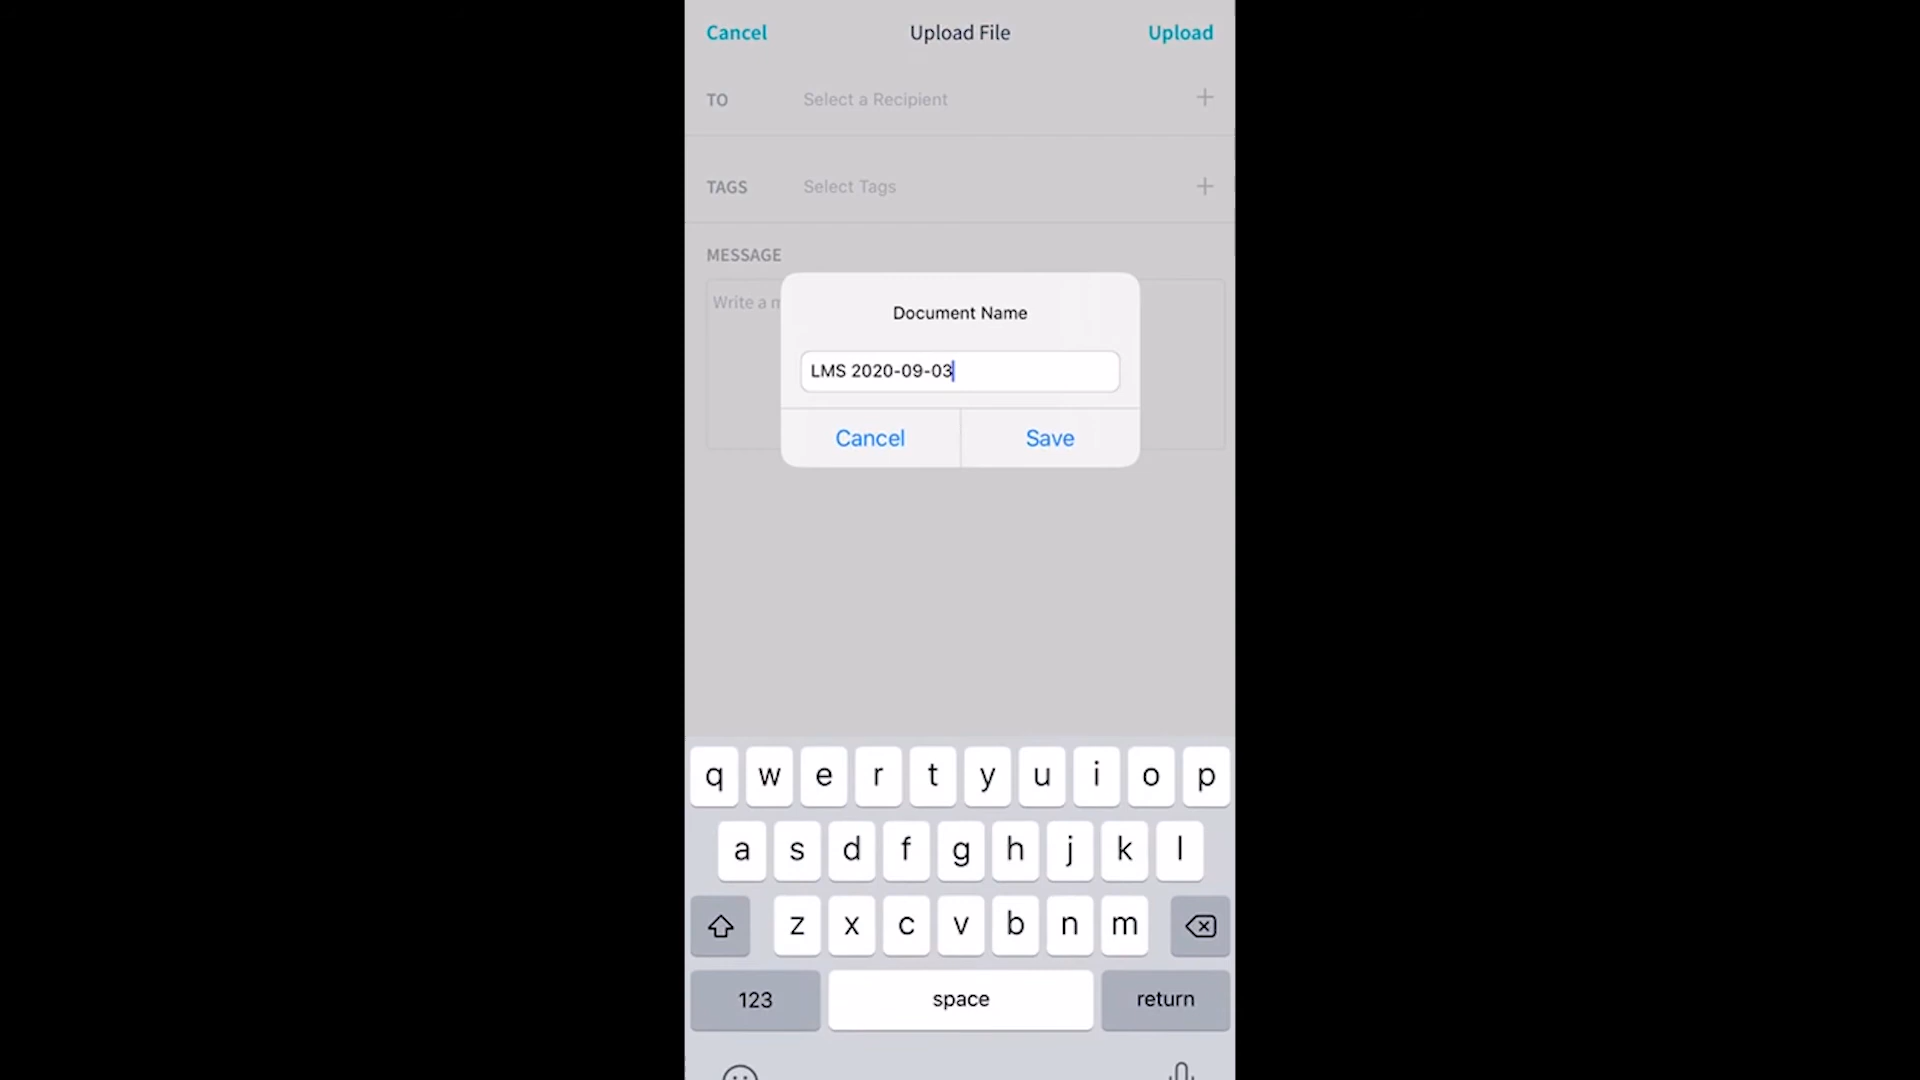 Cancel Upload File Upload
TO Select a Recipient +
TAGS Select Tags +
MESSAGE
Write a m
Document Name
LMS 2020-09-03
Cancel Save
q w e r t y u i o p
a s d f g h j k l
z x c v b n m
123 space return